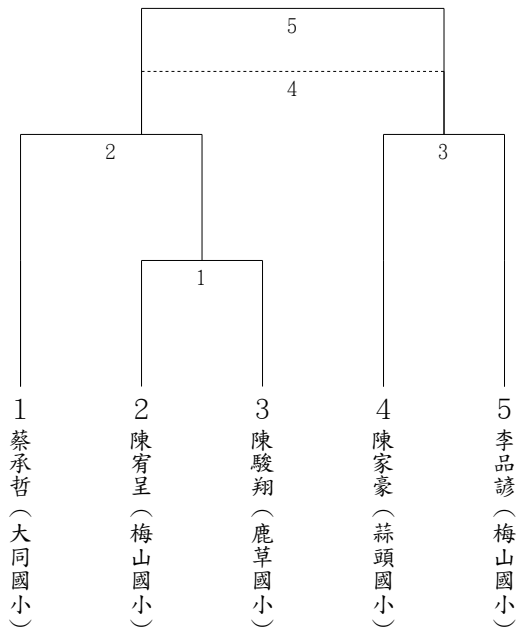 5
4
2
3
1
1 蔡承哲(大同國小)
2 陳宥呈(梅山國小)
3 陳駿翔(鹿草國小)
4 陳家豪(蒜頭國小)
5 李品諺(梅山國小)